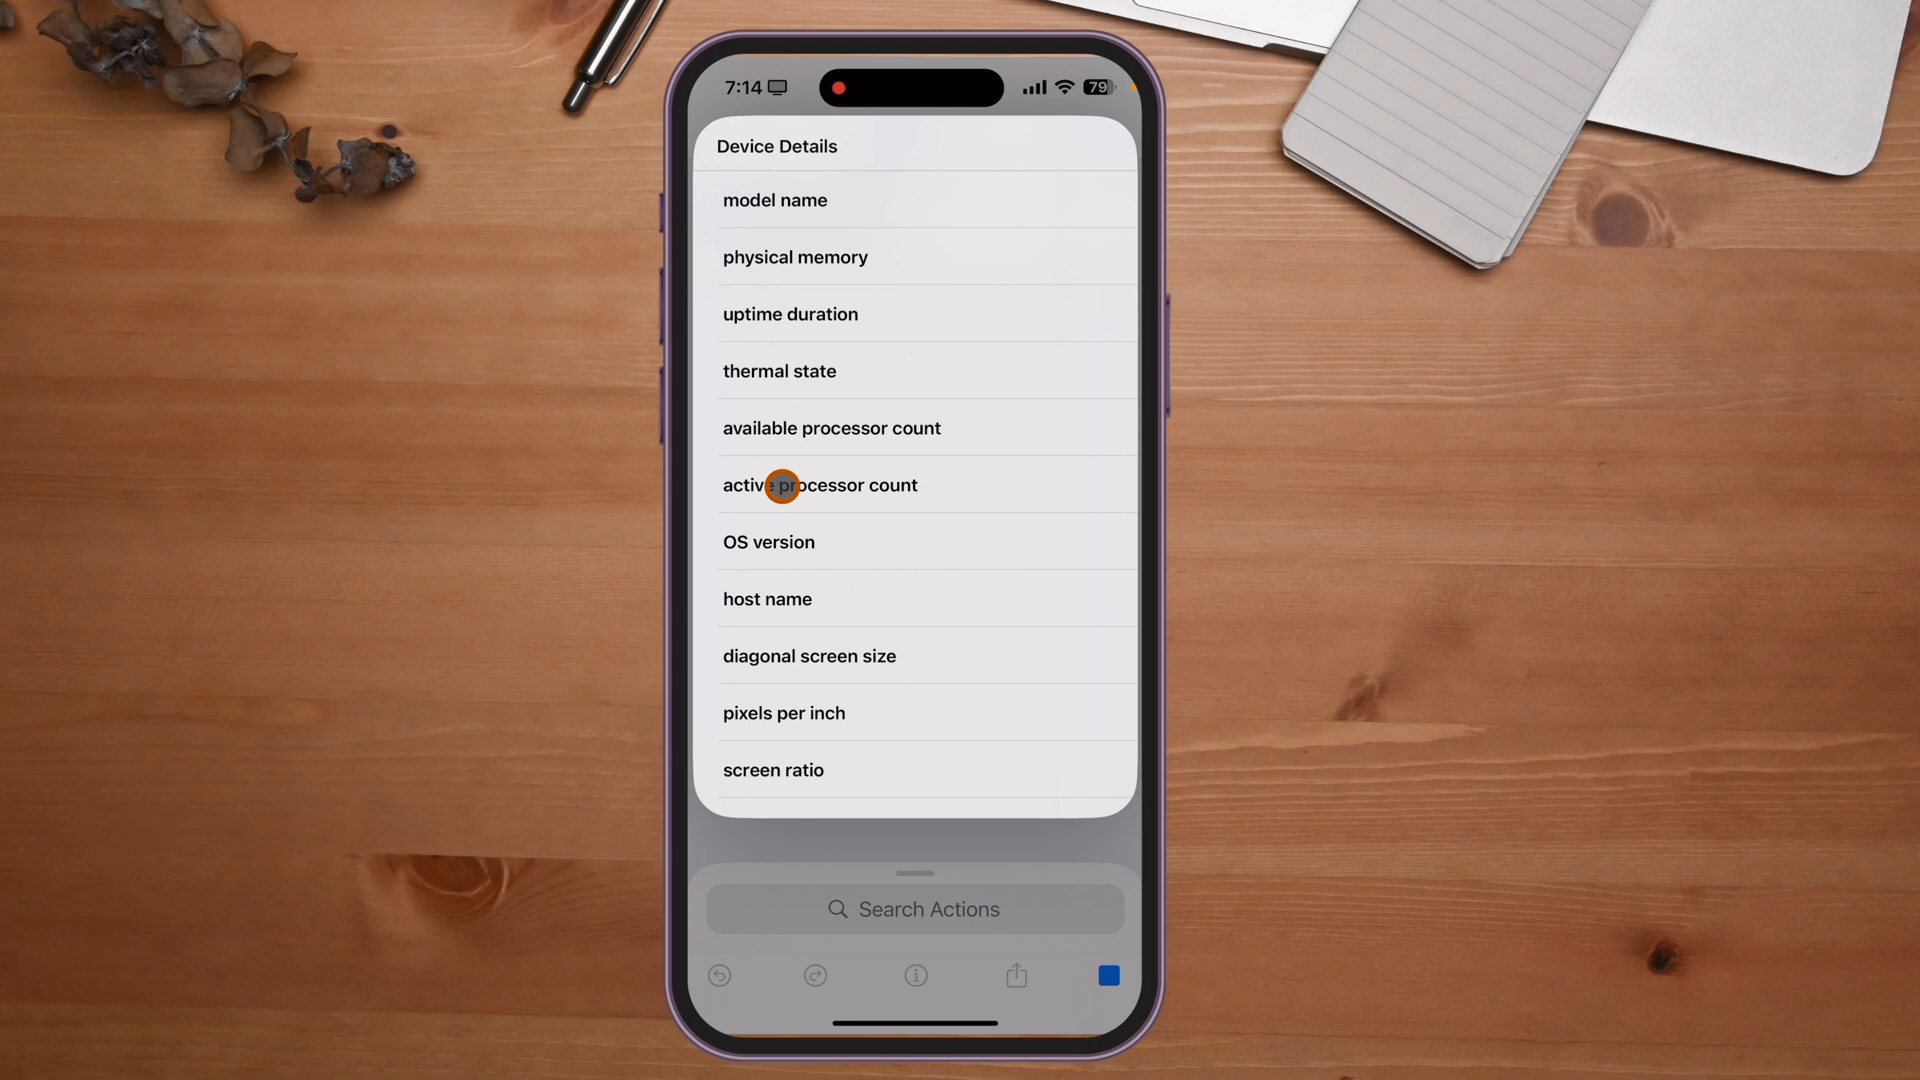 7:14
79
Device Details
model name
physical memory
uptime duration
thermal state
available processor count
active processor count
OS version
host name
diagonal screen size
pixels per inch
screen ratio
Search Actions